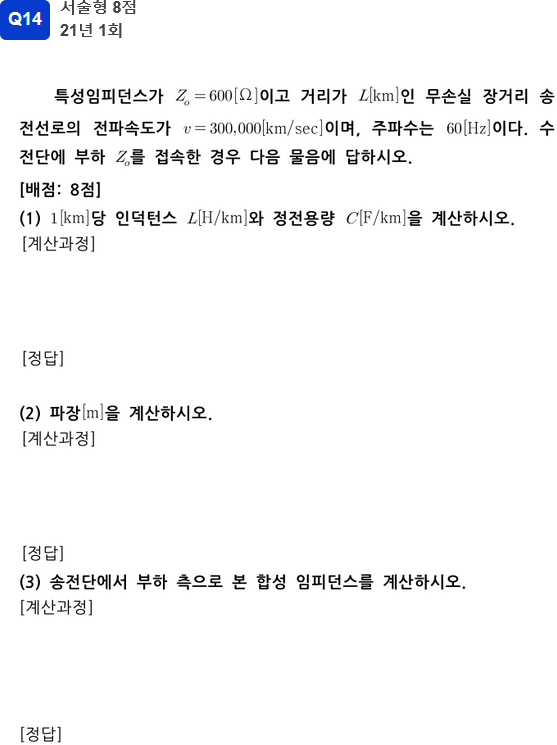 Q14
서술형 8점
21년 1회
특성임피던스가 Zₒ = 600[Ω]이고 거리가 L[km]인 무손실 장거리 송
전선로의 전파속도가 v = 300,000[km/sec]이며, 주파수는 60[Hz]이다. 수
전단에 부하 Zₒ를 접속한 경우 다음 물음에 답하시오.
[배점: 8점]
(1) 1[km]당 인덕턴스 L[H/km]와 정전용량 C[F/km]을 계산하시오.
[계산과정]
[정답]
(2) 파장[m]을 계산하시오.
[계산과정]
[정답]
(3) 송전단에서 부하 측으로 본 합성 임피던스를 계산하시오.
[계산과정]
[정답]